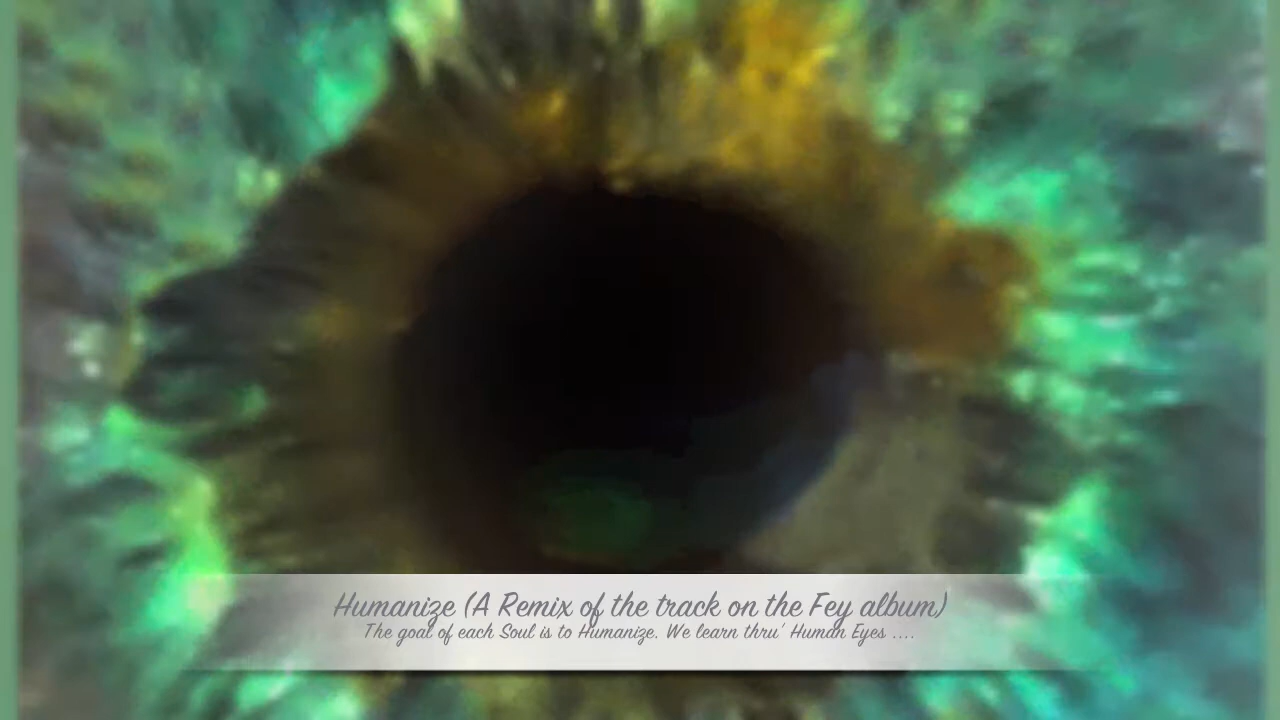 Humanize (A Remix of the track on the Fey album)
The goal of each Soul is to Humanize. We learn thru' Human Eyes ....